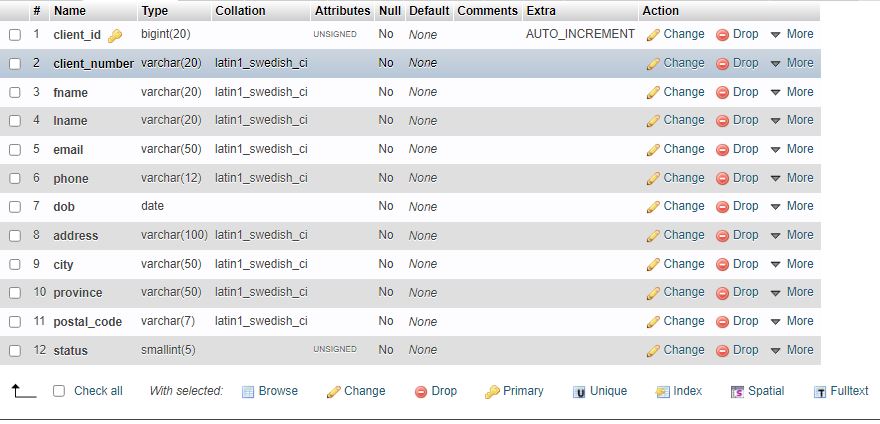 # Name Type Collation Attributes Null Default Comments Extra Action
1 client_id bigint(20) UNSIGNED No None AUTO_INCREMENT Change Drop More
2 client_number varchar(20) latin1_swedish_ci No None Change Drop More
3 fname varchar(20) latin1_swedish_ci No None Change Drop More
4 lname varchar(20) latin1_swedish_ci No None Change Drop More
5 email varchar(50) latin1_swedish_ci No None Change Drop More
6 phone varchar(12) latin1_swedish_ci No None Change Drop More
7 dob date No None Change Drop More
8 address varchar(100) latin1_swedish_ci No None Change Drop More
9 city varchar(50) latin1_swedish_ci No None Change Drop More
10 province varchar(50) latin1_swedish_ci No None Change Drop More
11 postal_code varchar(7) latin1_swedish_ci No None Change Drop More
12 status smallint(5) UNSIGNED No None Change Drop More
Check all With selected: Browse Change Drop Primary U Unique Index S Spatial T Fulltext